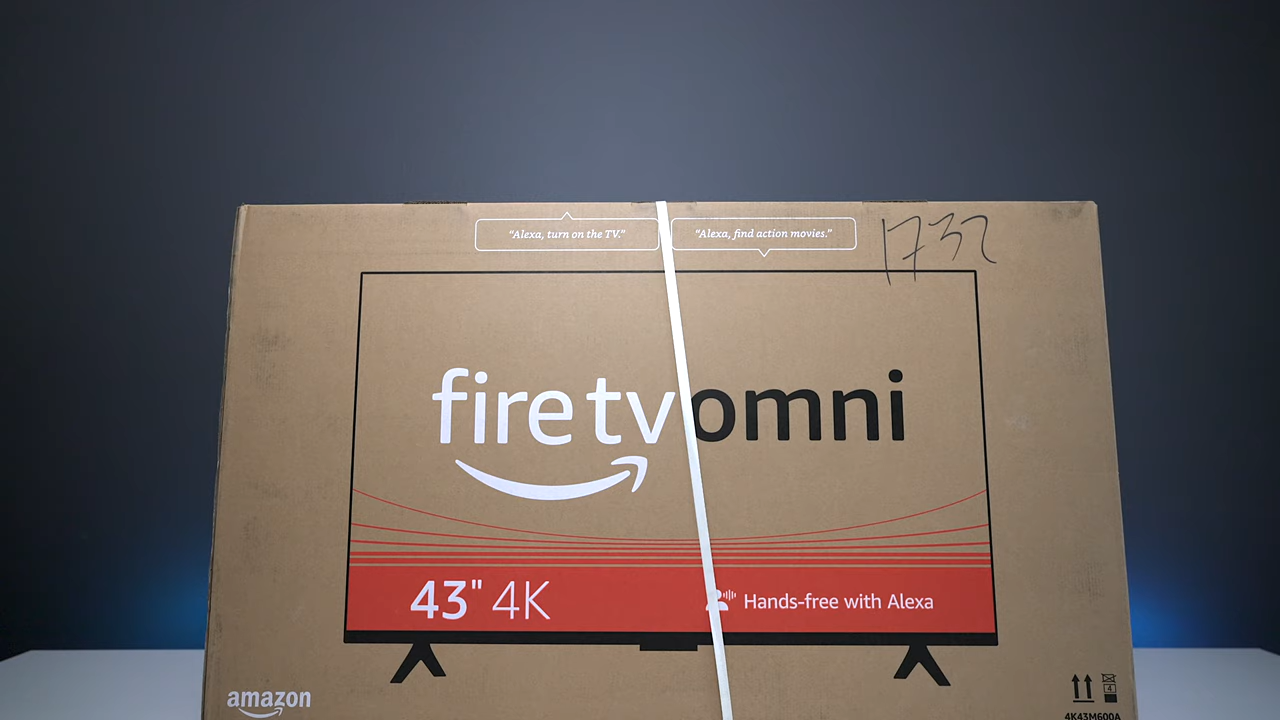 “Alexa, turn on the TV.”
“Alexa, find action movies.”
1732
fire tv omni
43" 4K
Hands-free with Alexa
amazon
4
4K43M600A